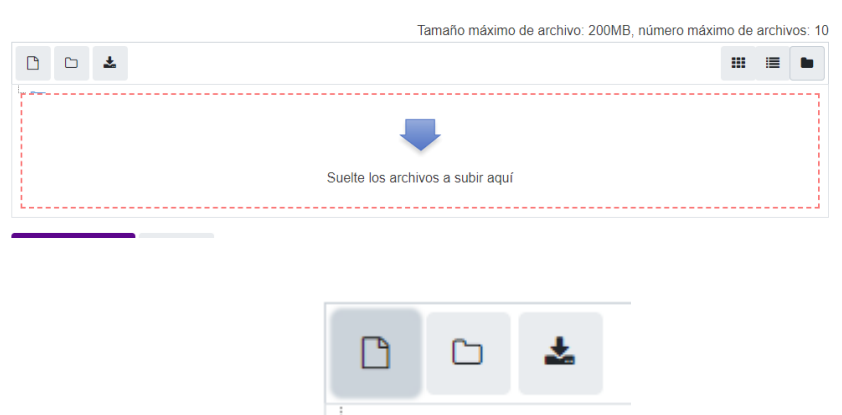 Tamaño máximo de archivo: 200MB, número máximo de archivos: 10
Suelte los archivos a subir aquí